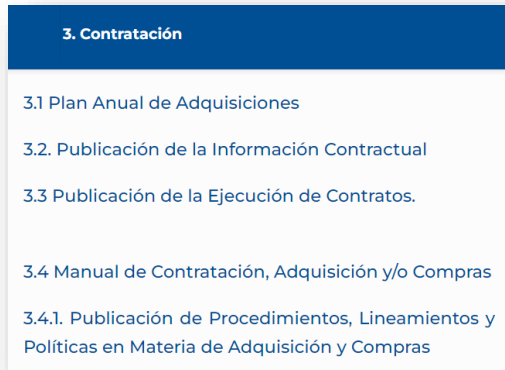 3. Contratación
3.1 Plan Anual de Adquisiciones
3.2. Publicación de la Información Contractual
3.3 Publicación de la Ejecución de Contratos.
3.4 Manual de Contratación, Adquisición y/o Compras
3.4.1. Publicación de Procedimientos, Lineamientos y
Políticas en Materia de Adquisición y Compras